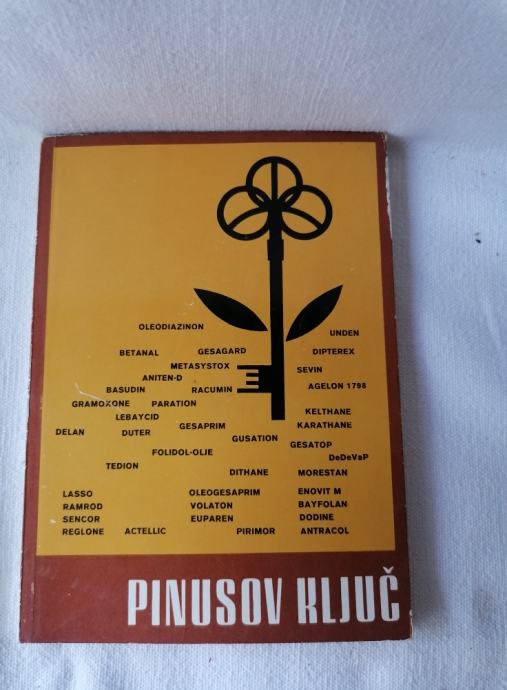 OLEODIAZINON
UNDEN
BETANAL GESAGARD DIPTEREX
METASYSTOX SEVIN
ANITEN-D
BASUDIN RACUMIN AGELON 1798
GRAMOXONE PARATION
LEBAYCID KELTHANE
GESAPRIM KARATHANE
DELAN DUTER
GUSATION GESATOP
FOLIDOL-OLJE DeDeVaP
TEDION
DITHANE MORESTAN
LASSO OLEOGESAPRIM ENOVIT M
RAMROD VOLATON BAYFOLAN
SENCOR EUPAREN DODINE
REGLONE ACTELLIC PIRIMOR ANTRACOL
PINUSOV KLJUČ